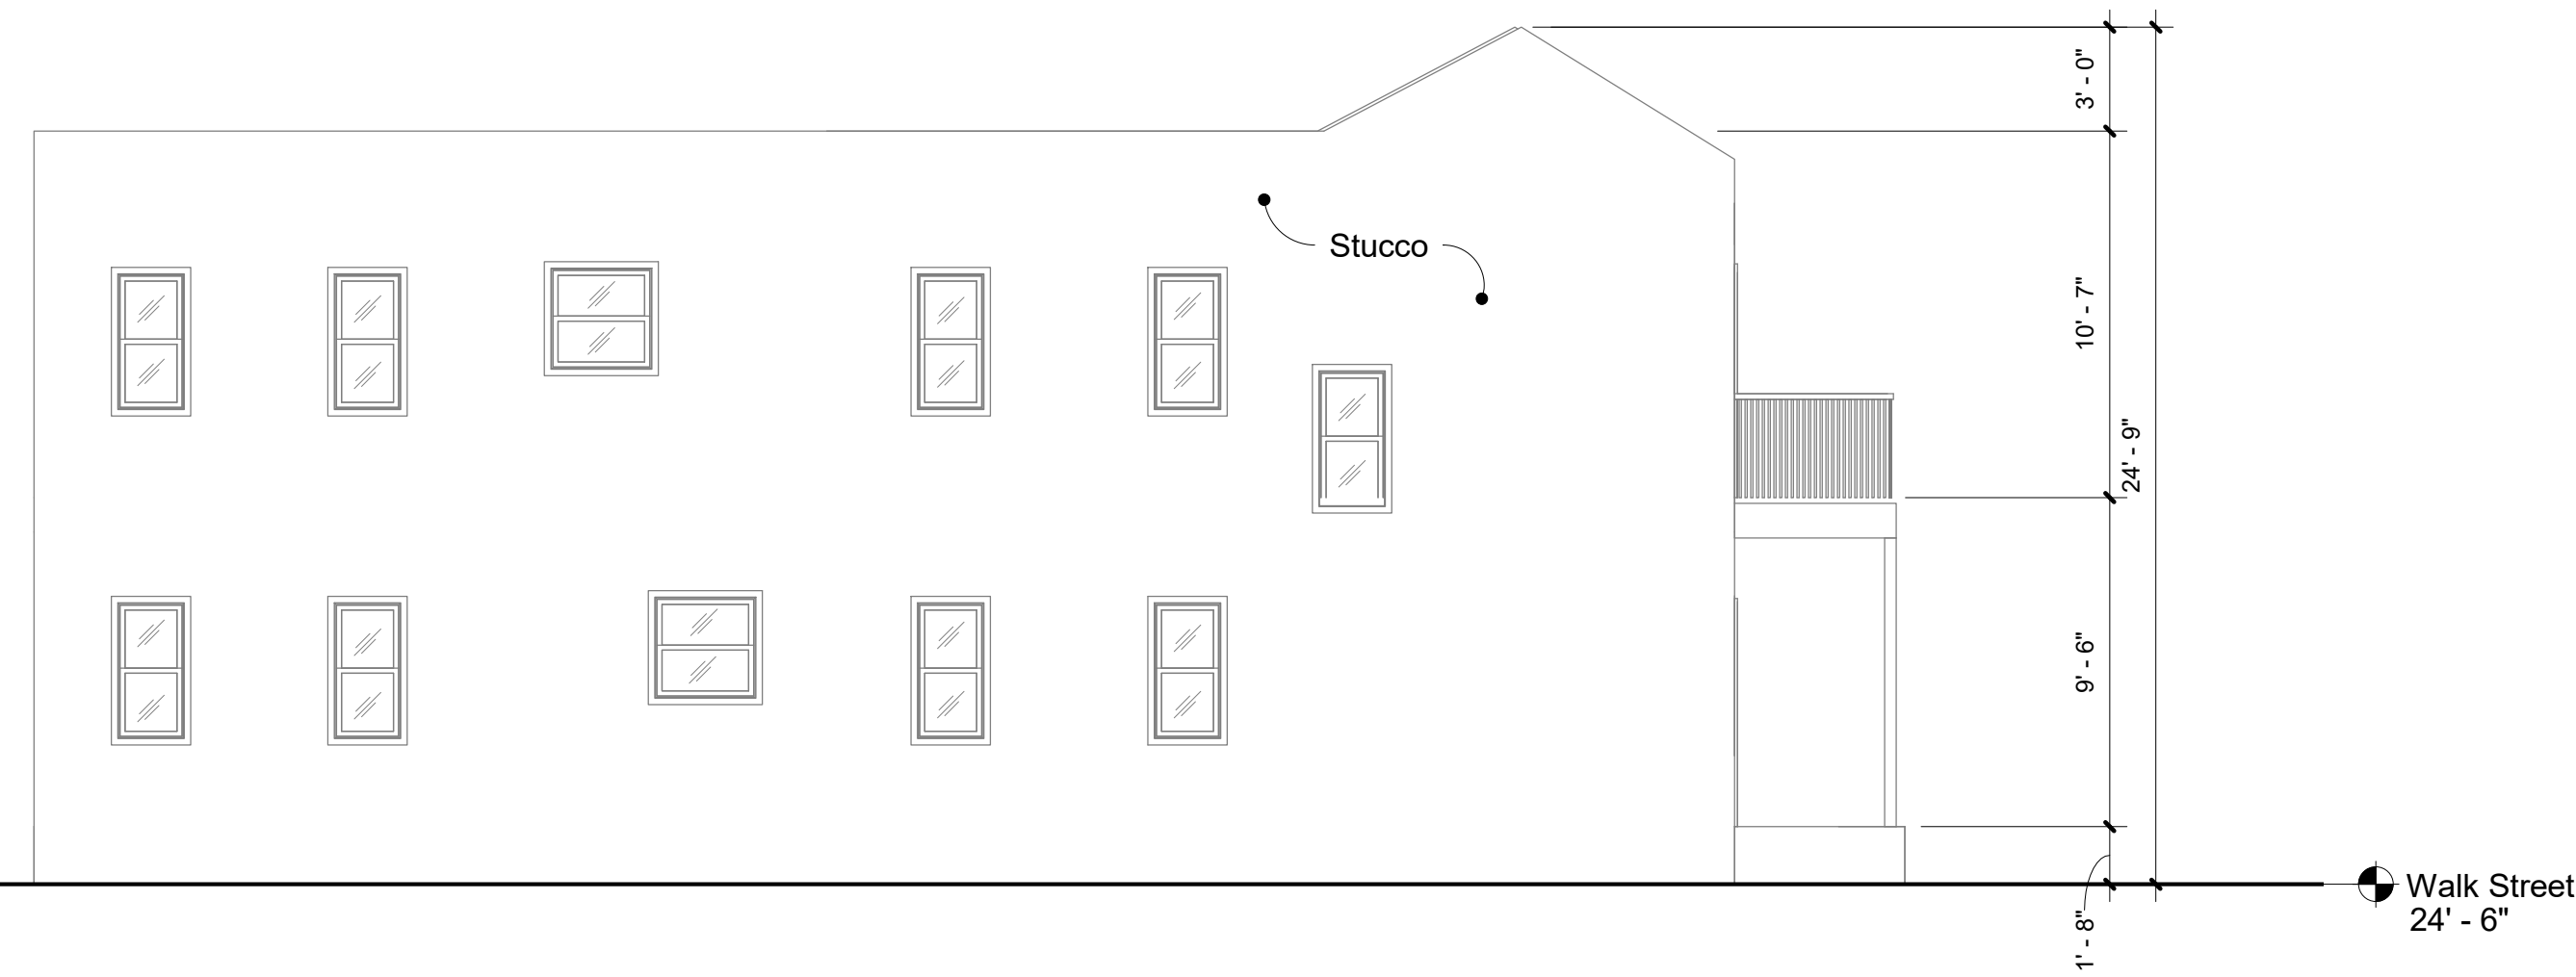 3' - 0"
Stucco
10' - 7"
24' - 9"
9' - 6"
Walk Street
24' - 6"
1' - 8"